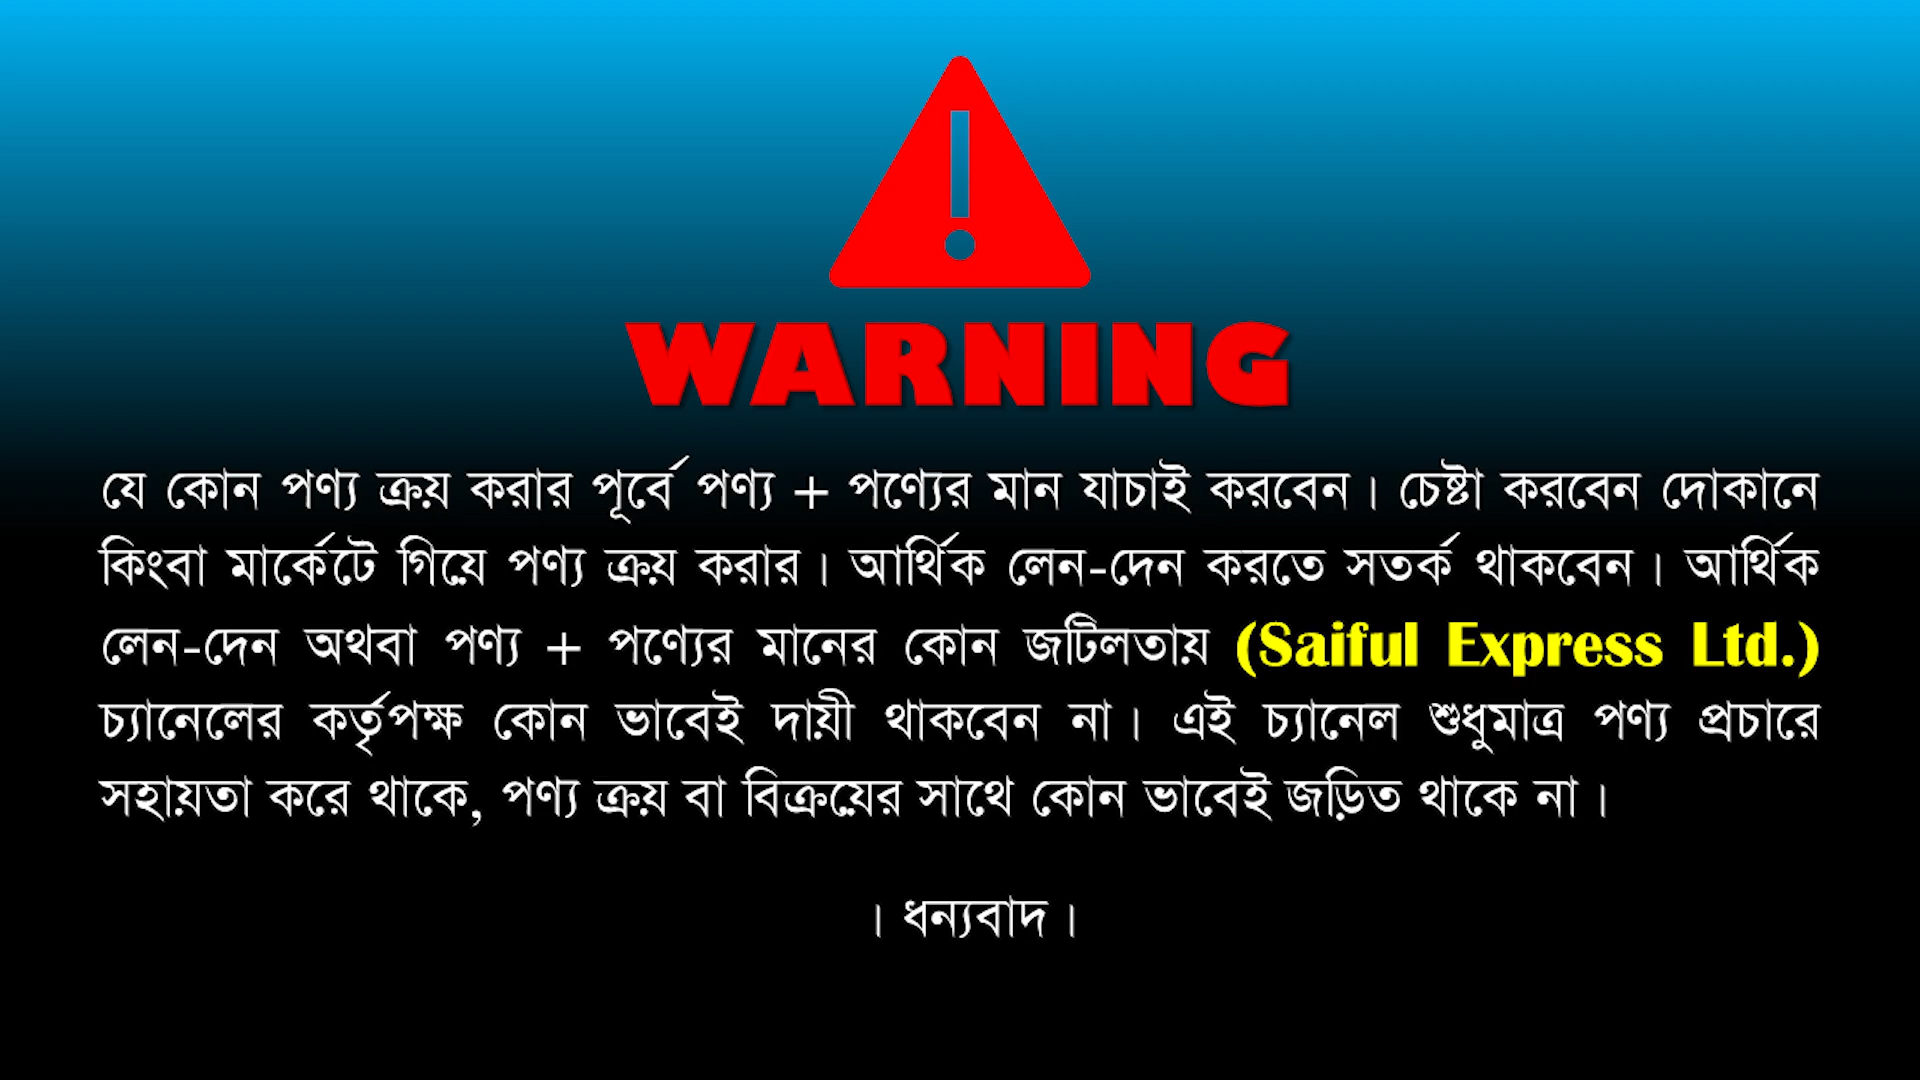 WARNING
যে কোন পণ্য ক্রয় করার পূর্বে পণ্য + পণ্যের মান যাচাই করবেন। চেষ্টা করবেন দোকানে
কিংবা মার্কেটে গিয়ে পণ্য ক্রয় করার। আর্থিক লেন-দেন করতে সতর্ক থাকবেন। আর্থিক
লেন-দেন অথবা পণ্য + পণ্যের মানের কোন জটিলতায় (Saiful Express Ltd.)
চ্যানেলের কর্তৃপক্ষ কোন ভাবেই দায়ী থাকবেন না। এই চ্যানেল শুধুমাত্র পণ্য প্রচারে
সহায়তা করে থাকে, পণ্য ক্রয় বা বিক্রয়ের সাথে কোন ভাবেই জড়িত থাকে না।
। ধন্যবাদ ।